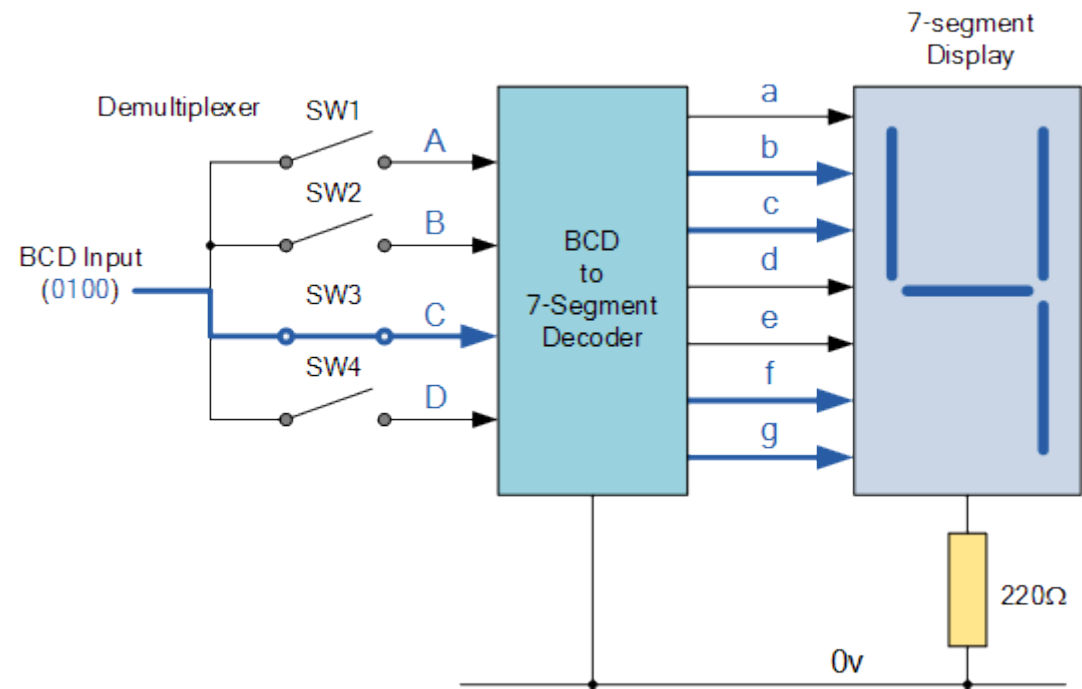 7-segment
Display
Demultiplexer
SW1
A
a
b
SW2
B
c
BCD Input
(0100)
BCD
to
7-Segment
Decoder
d
SW3
C
e
SW4
D
f
g
220Ω
0v